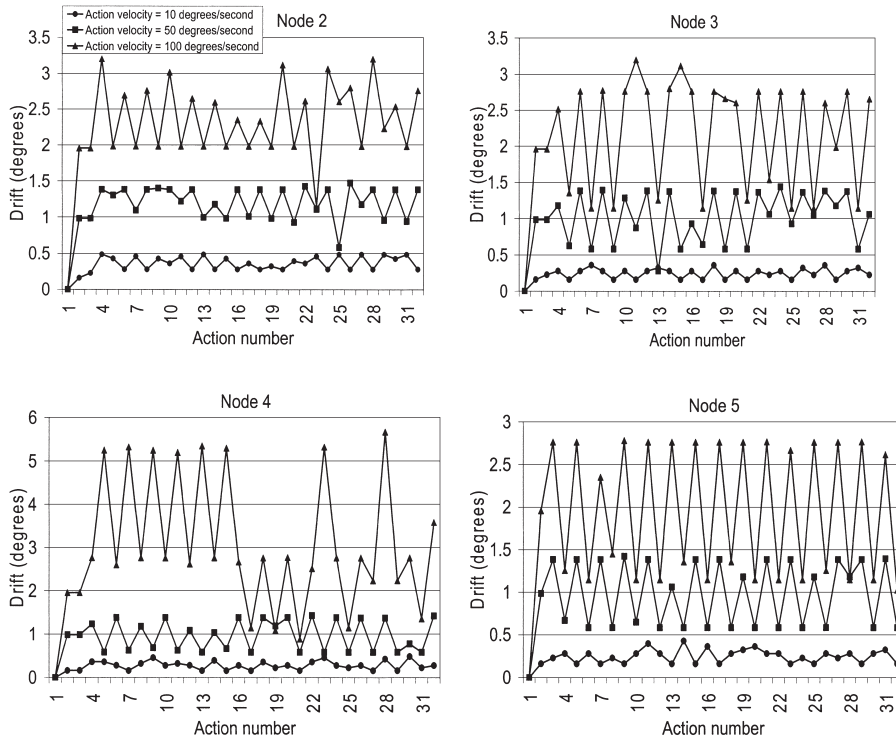 Action velocity = 10 degrees/second
Action velocity = 50 degrees/second
Action velocity = 100 degrees/second
Node 2
3.5
3
2.5
2
1.5
1
0.5
0
Drift (degrees)
1 4 7 10 13 16 19 22 25 28 31
Action number
Node 3
3.5
3
2.5
2
1.5
1
0.5
0
Drift (degrees)
1 4 7 10 13 16 19 22 25 28 31
Action number
Node 4
6
5
4
3
2
1
0
Drift (degrees)
1 4 7 10 13 16 19 22 25 28 31
Action number
Node 5
3
2.5
2
1.5
1
0.5
0
Drift (degrees)
1 4 7 10 13 16 19 22 25 28 31
Action number